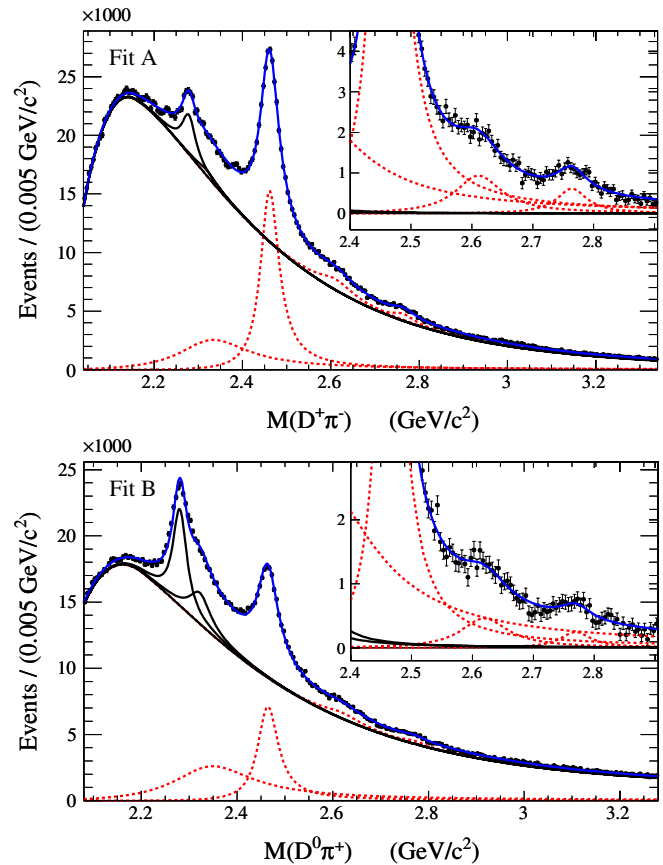 ×1000
Fit A
Events / (0.005 GeV/c²)
25
20
15
10
5
0
4
3
2
1
0
2.4 2.5 2.6 2.7 2.8
2.2 2.4 2.6 2.8 3 3.2
M(D⁺π⁻) (GeV/c²)
×1000
Fit B
Events / (0.005 GeV/c²)
25
20
15
10
5
0
2
1
0
2.4 2.5 2.6 2.7 2.8
2.2 2.4 2.6 2.8 3 3.2
M(D⁰π⁺) (GeV/c²)